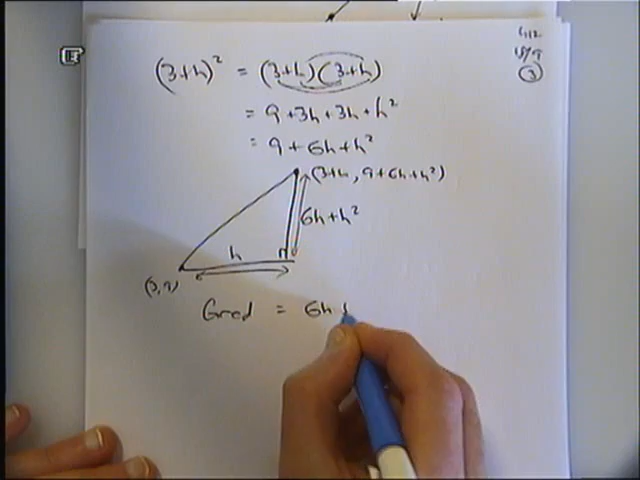 (3+h)² = (3+h)(3+h)
= 9+3h+3h+h²
= 9+6h+h²
(3+h, 9+6h+h²)
6h+h²
h
(3,9)
Grad = 6h +
3